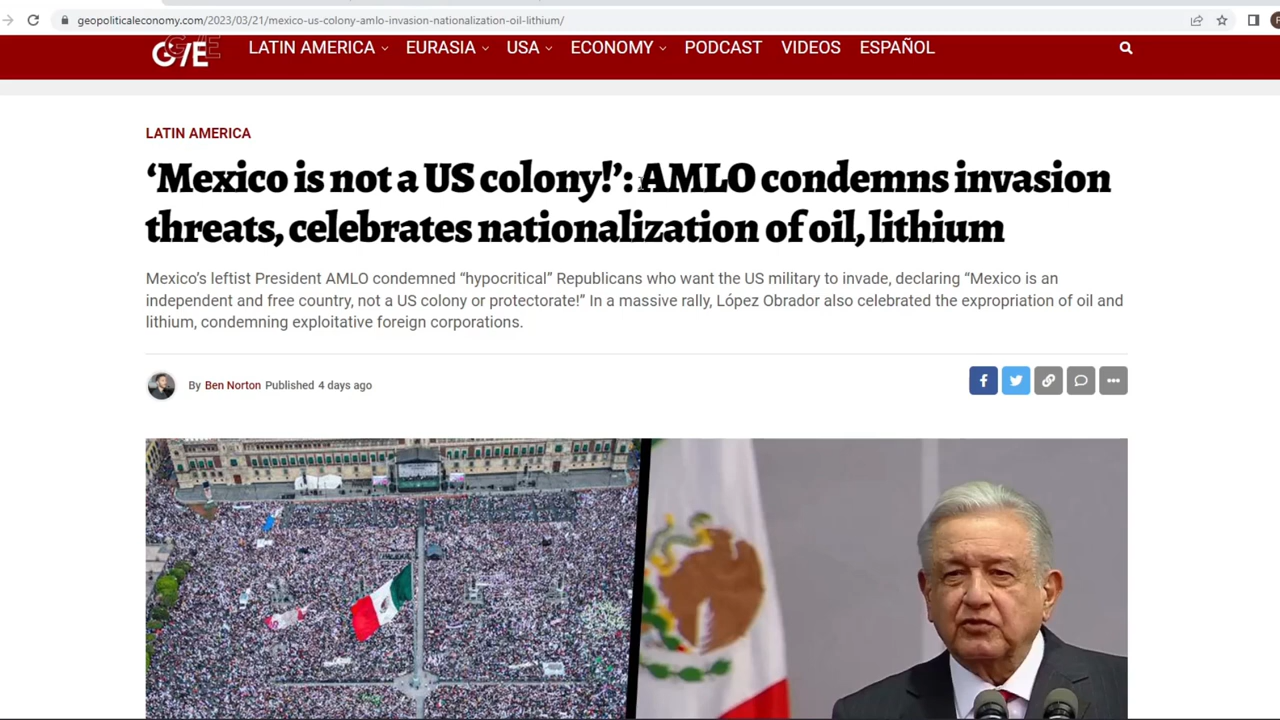 geopoliticaleconomy.com/2023/03/21/mexico-us-colony-amlo-invasion-nationalization-oil-lithium/
G/E LATIN AMERICA EURASIA USA ECONOMY PODCAST VIDEOS ESPAÑOL
LATIN AMERICA
‘Mexico is not a US colony!’: AMLO condemns invasion
threats, celebrates nationalization of oil, lithium
Mexico’s leftist President AMLO condemned “hypocritical” Republicans who want the US military to invade, declaring “Mexico is an
independent and free country, not a US colony or protectorate!” In a massive rally, López Obrador also celebrated the expropriation of oil and
lithium, condemning exploitative foreign corporations.
By Ben Norton Published 4 days ago